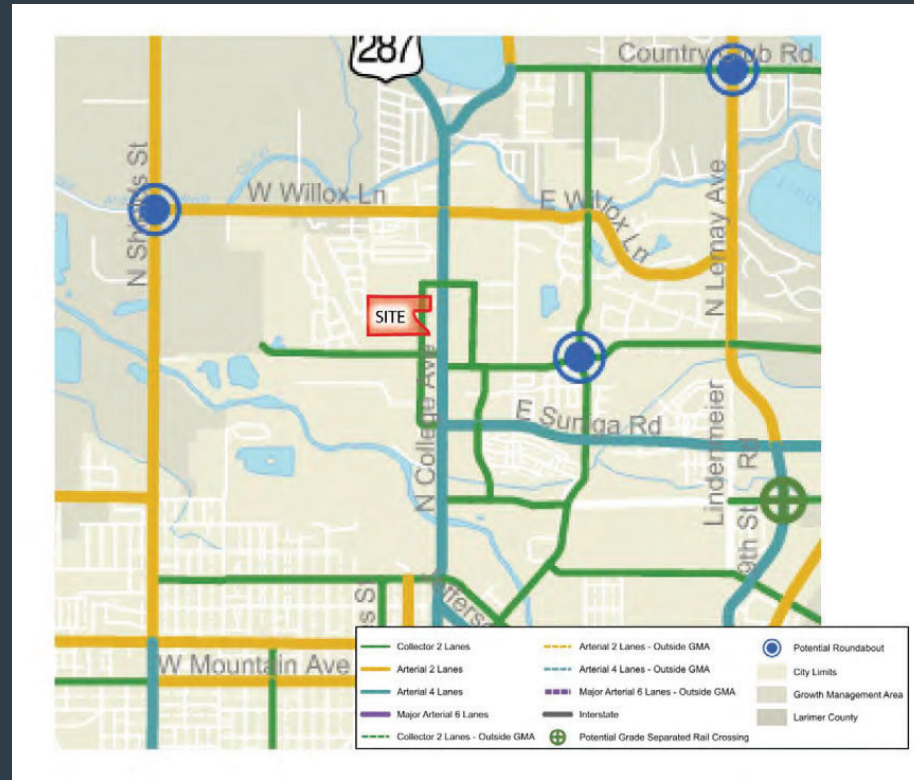 287
Country Club Rd
N Shields St
W Willox Ln
E Willox Ln
N Lemay Ave
SITE
N College Ave
E Suniga Rd
Lindenmeier Rd
9th St
s St
W Mountain Ave
Collector 2 Lanes
Arterial 2 Lanes
Arterial 4 Lanes
Major Arterial 6 Lanes
Collector 2 Lanes - Outside GMA
Arterial 2 Lanes - Outside GMA
Arterial 4 Lanes - Outside GMA
Major Arterial 6 Lanes - Outside GMA
Interstate
Potential Grade Separated Rail Crossing
Potential Roundabout
City Limits
Growth Management Area
Larimer County